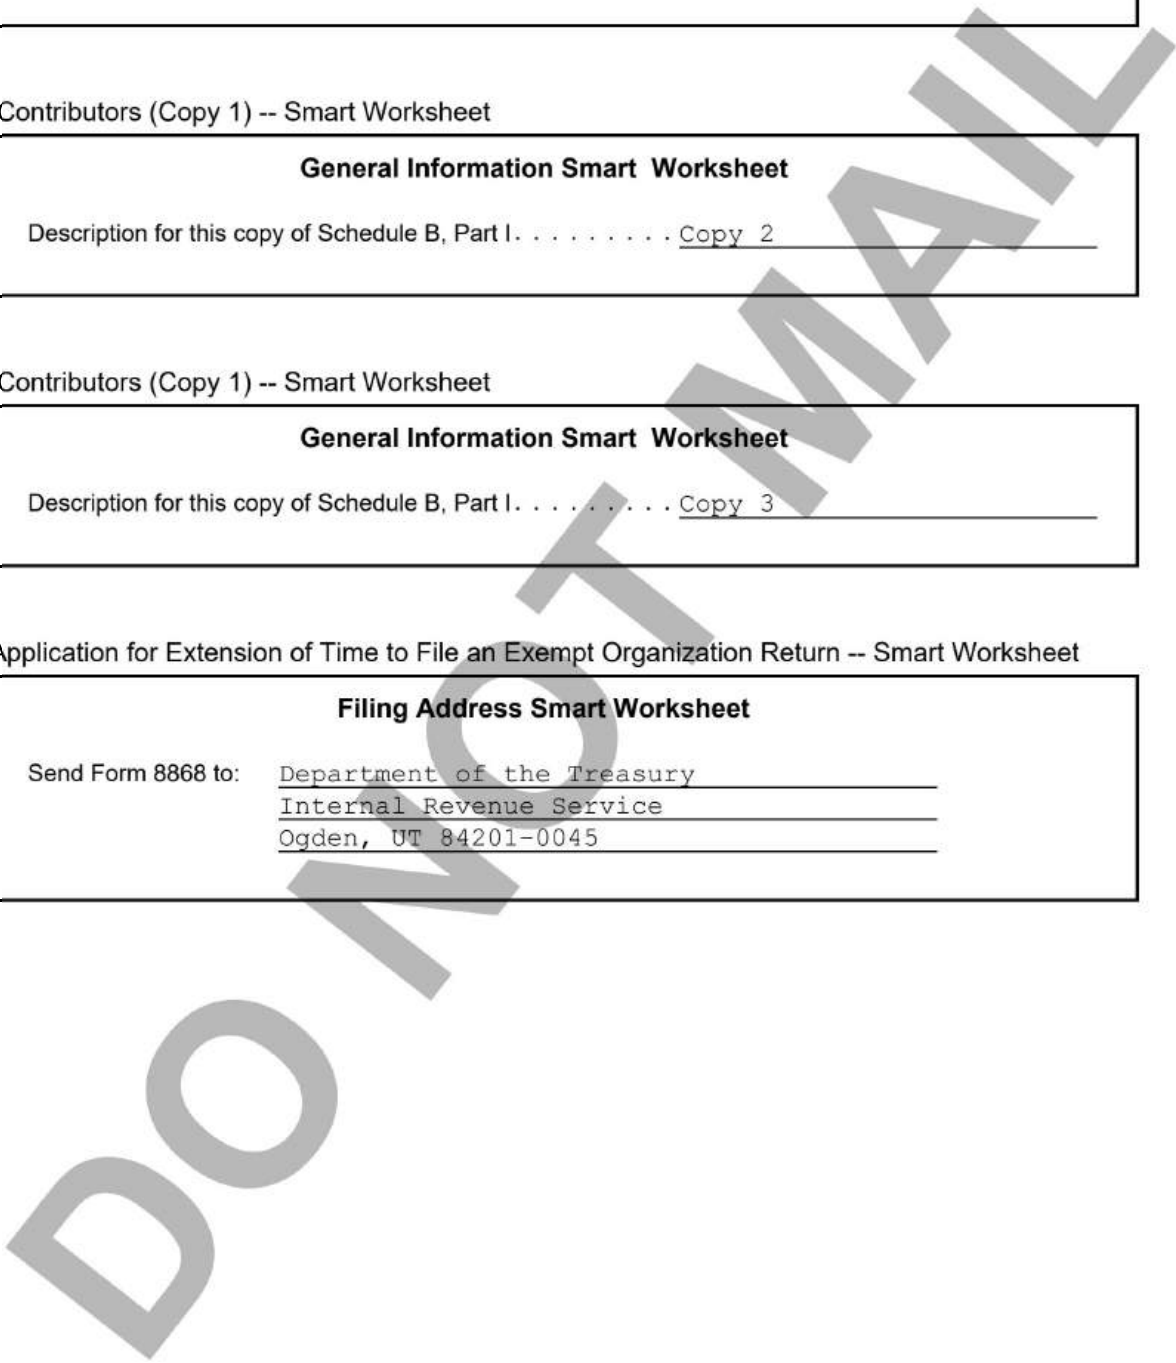 Contributors (Copy 1) -- Smart Worksheet
General Information Smart Worksheet
Description for this copy of Schedule B, Part I. . . . . . . . . . Copy 2
Contributors (Copy 1) -- Smart Worksheet
General Information Smart Worksheet
Description for this copy of Schedule B, Part I. . . . . . . . . . Copy 3
Application for Extension of Time to File an Exempt Organization Return -- Smart Worksheet
Filing Address Smart Worksheet
Send Form 8868 to: Department of the Treasury
Internal Revenue Service
Ogden, UT 84201-0045
DO NOT MAIL